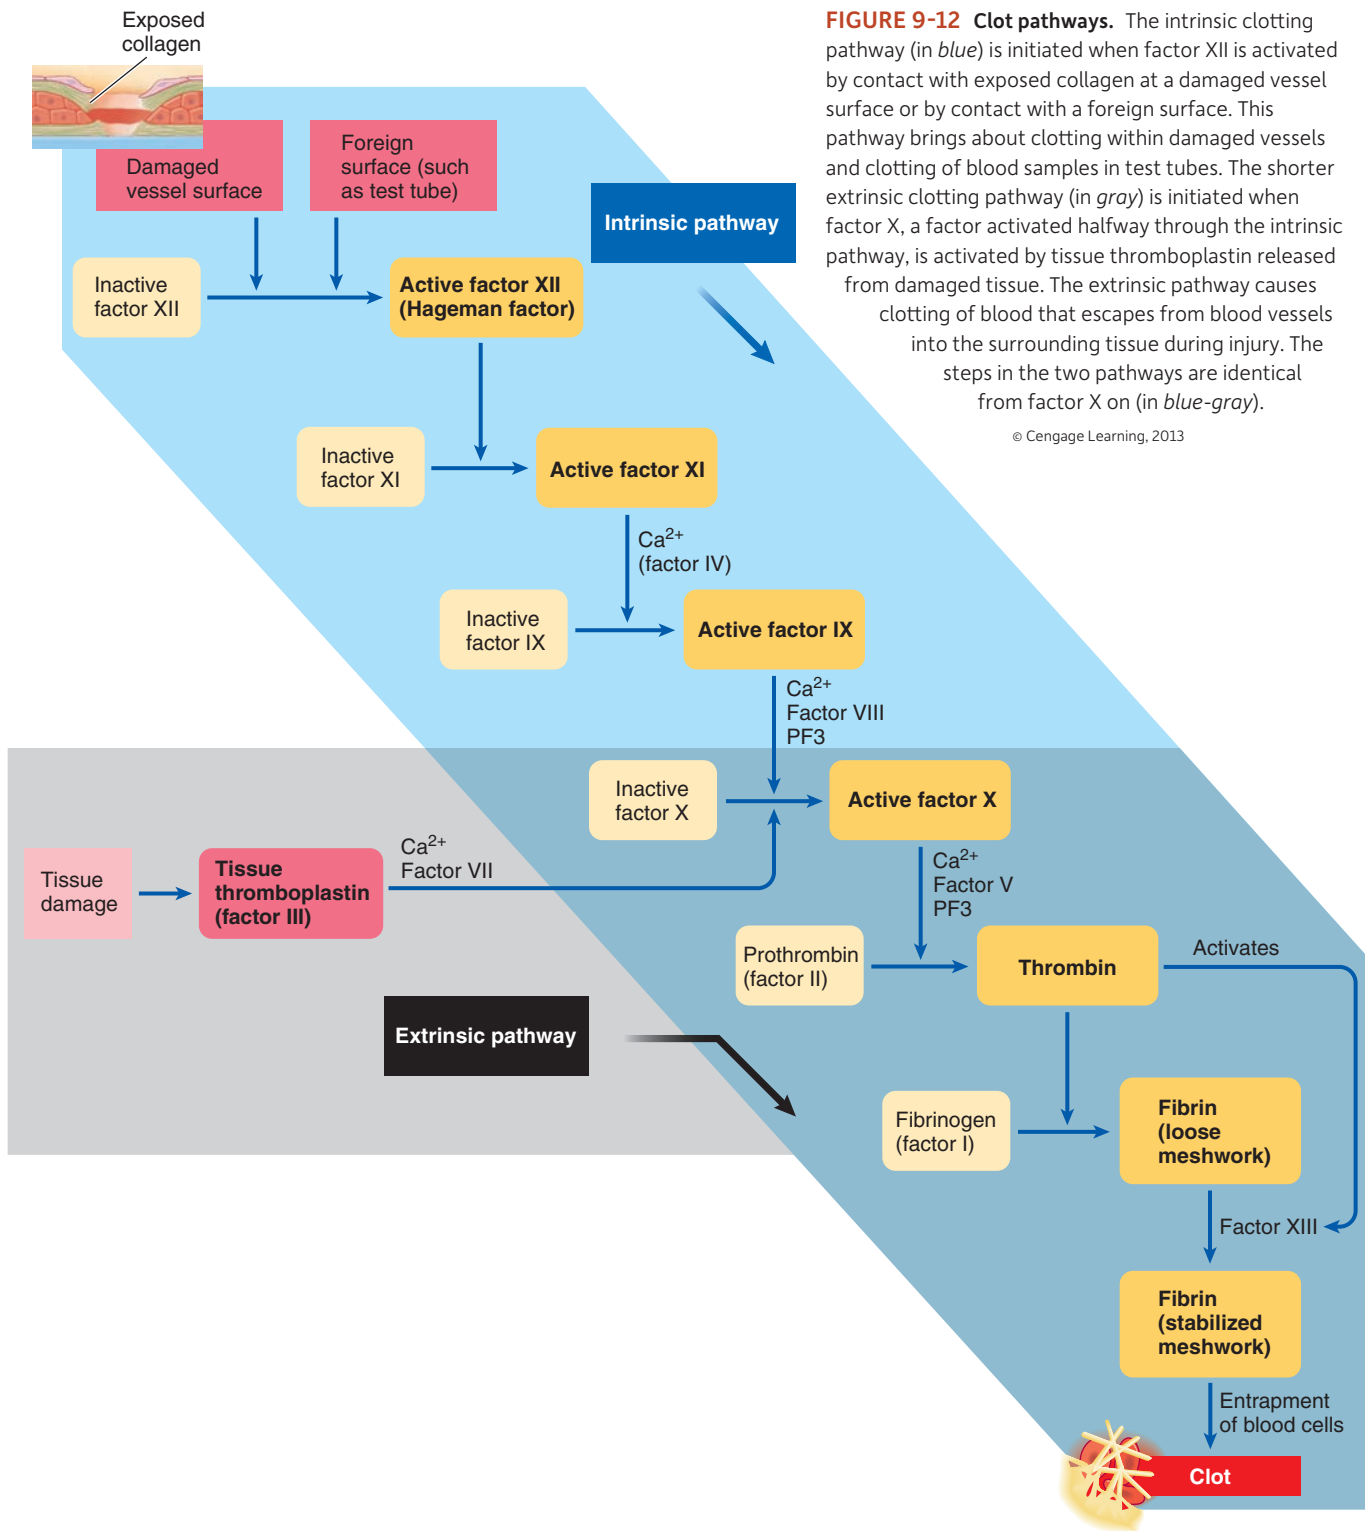 Exposed
collagen
FIGURE 9-12 Clot pathways. The intrinsic clotting
pathway (in blue) is initiated when factor XII is activated
by contact with exposed collagen at a damaged vessel
surface or by contact with a foreign surface. This
pathway brings about clotting within damaged vessels
and clotting of blood samples in test tubes. The shorter
extrinsic clotting pathway (in gray) is initiated when
factor X, a factor activated halfway through the intrinsic
pathway, is activated by tissue thromboplastin released
from damaged tissue. The extrinsic pathway causes
clotting of blood that escapes from blood vessels
into the surrounding tissue during injury. The
steps in the two pathways are identical
from factor X on (in blue-gray).
© Cengage Learning, 2013
Damaged
vessel surface
Foreign
surface (such
as test tube)
Intrinsic pathway
Inactive
factor XII
Active factor XII
(Hageman factor)
Inactive
factor XI
Active factor XI
Ca2+
(factor IV)
Inactive
factor IX
Active factor IX
Ca2+
Factor VIII
PF3
Inactive
factor X
Active factor X
Tissue
damage
Tissue
thromboplastin
(factor III)
Ca2+
Factor VII
Ca2+
Factor V
PF3
Prothrombin
(factor II)
Thrombin
Activates
Extrinsic pathway
Fibrinogen
(factor I)
Fibrin
(loose
meshwork)
Factor XIII
Fibrin
(stabilized
meshwork)
Entrapment
of blood cells
Clot